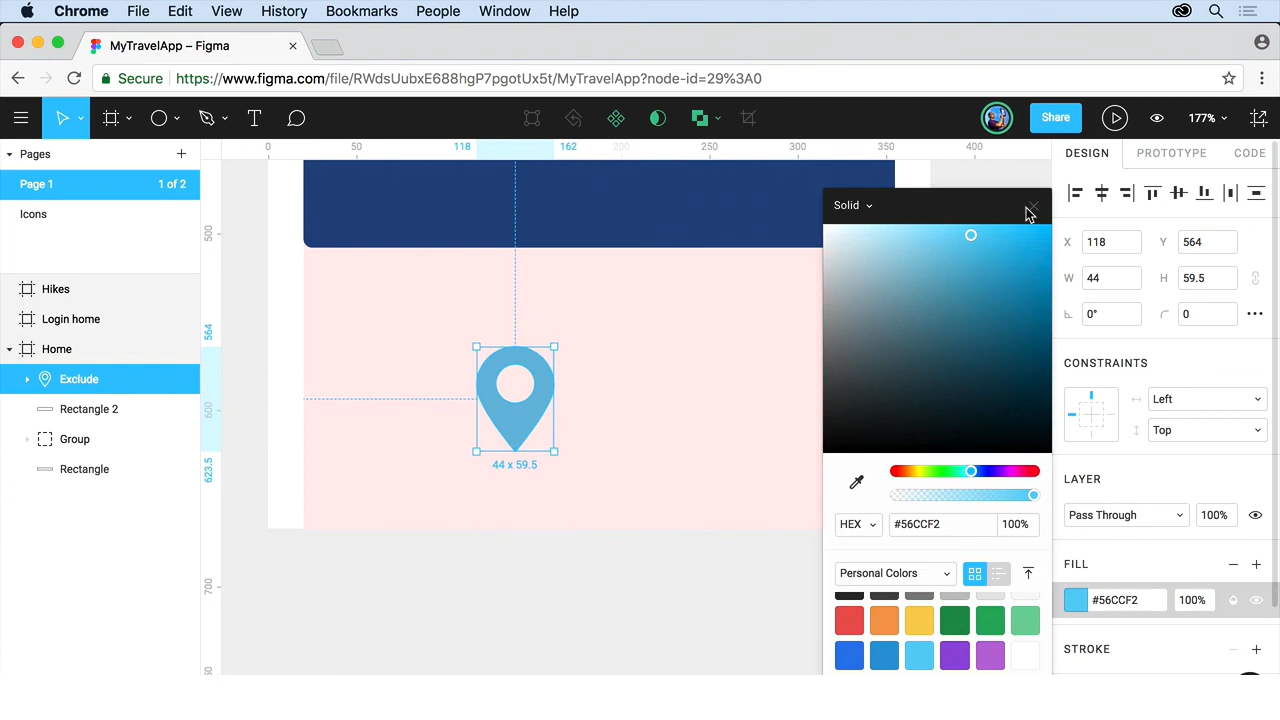 Chrome File Edit View History Bookmarks People Window Help
MyTravelApp – Figma
Secure https://www.figma.com/file/RWdsUubxE688hgP7pgotUx5t/MyTravelApp?node-id=29%3A0
T Share 177%
Pages
Page 1 1 of 2
Icons
Hikes
Login home
Home
Exclude
Rectangle 2
Group
Rectangle
0 50 118 162 200 250 300 350 400
500
564
600
623.5
700
44 x 59.5
Solid
HEX #56CCF2 100%
Personal Colors
DESIGN PROTOTYPE CODE
X 118 Y 564
W 44 H 59.5
0° 0
CONSTRAINTS
Left
Top
LAYER
Pass Through 100%
FILL
#56CCF2 100%
STROKE